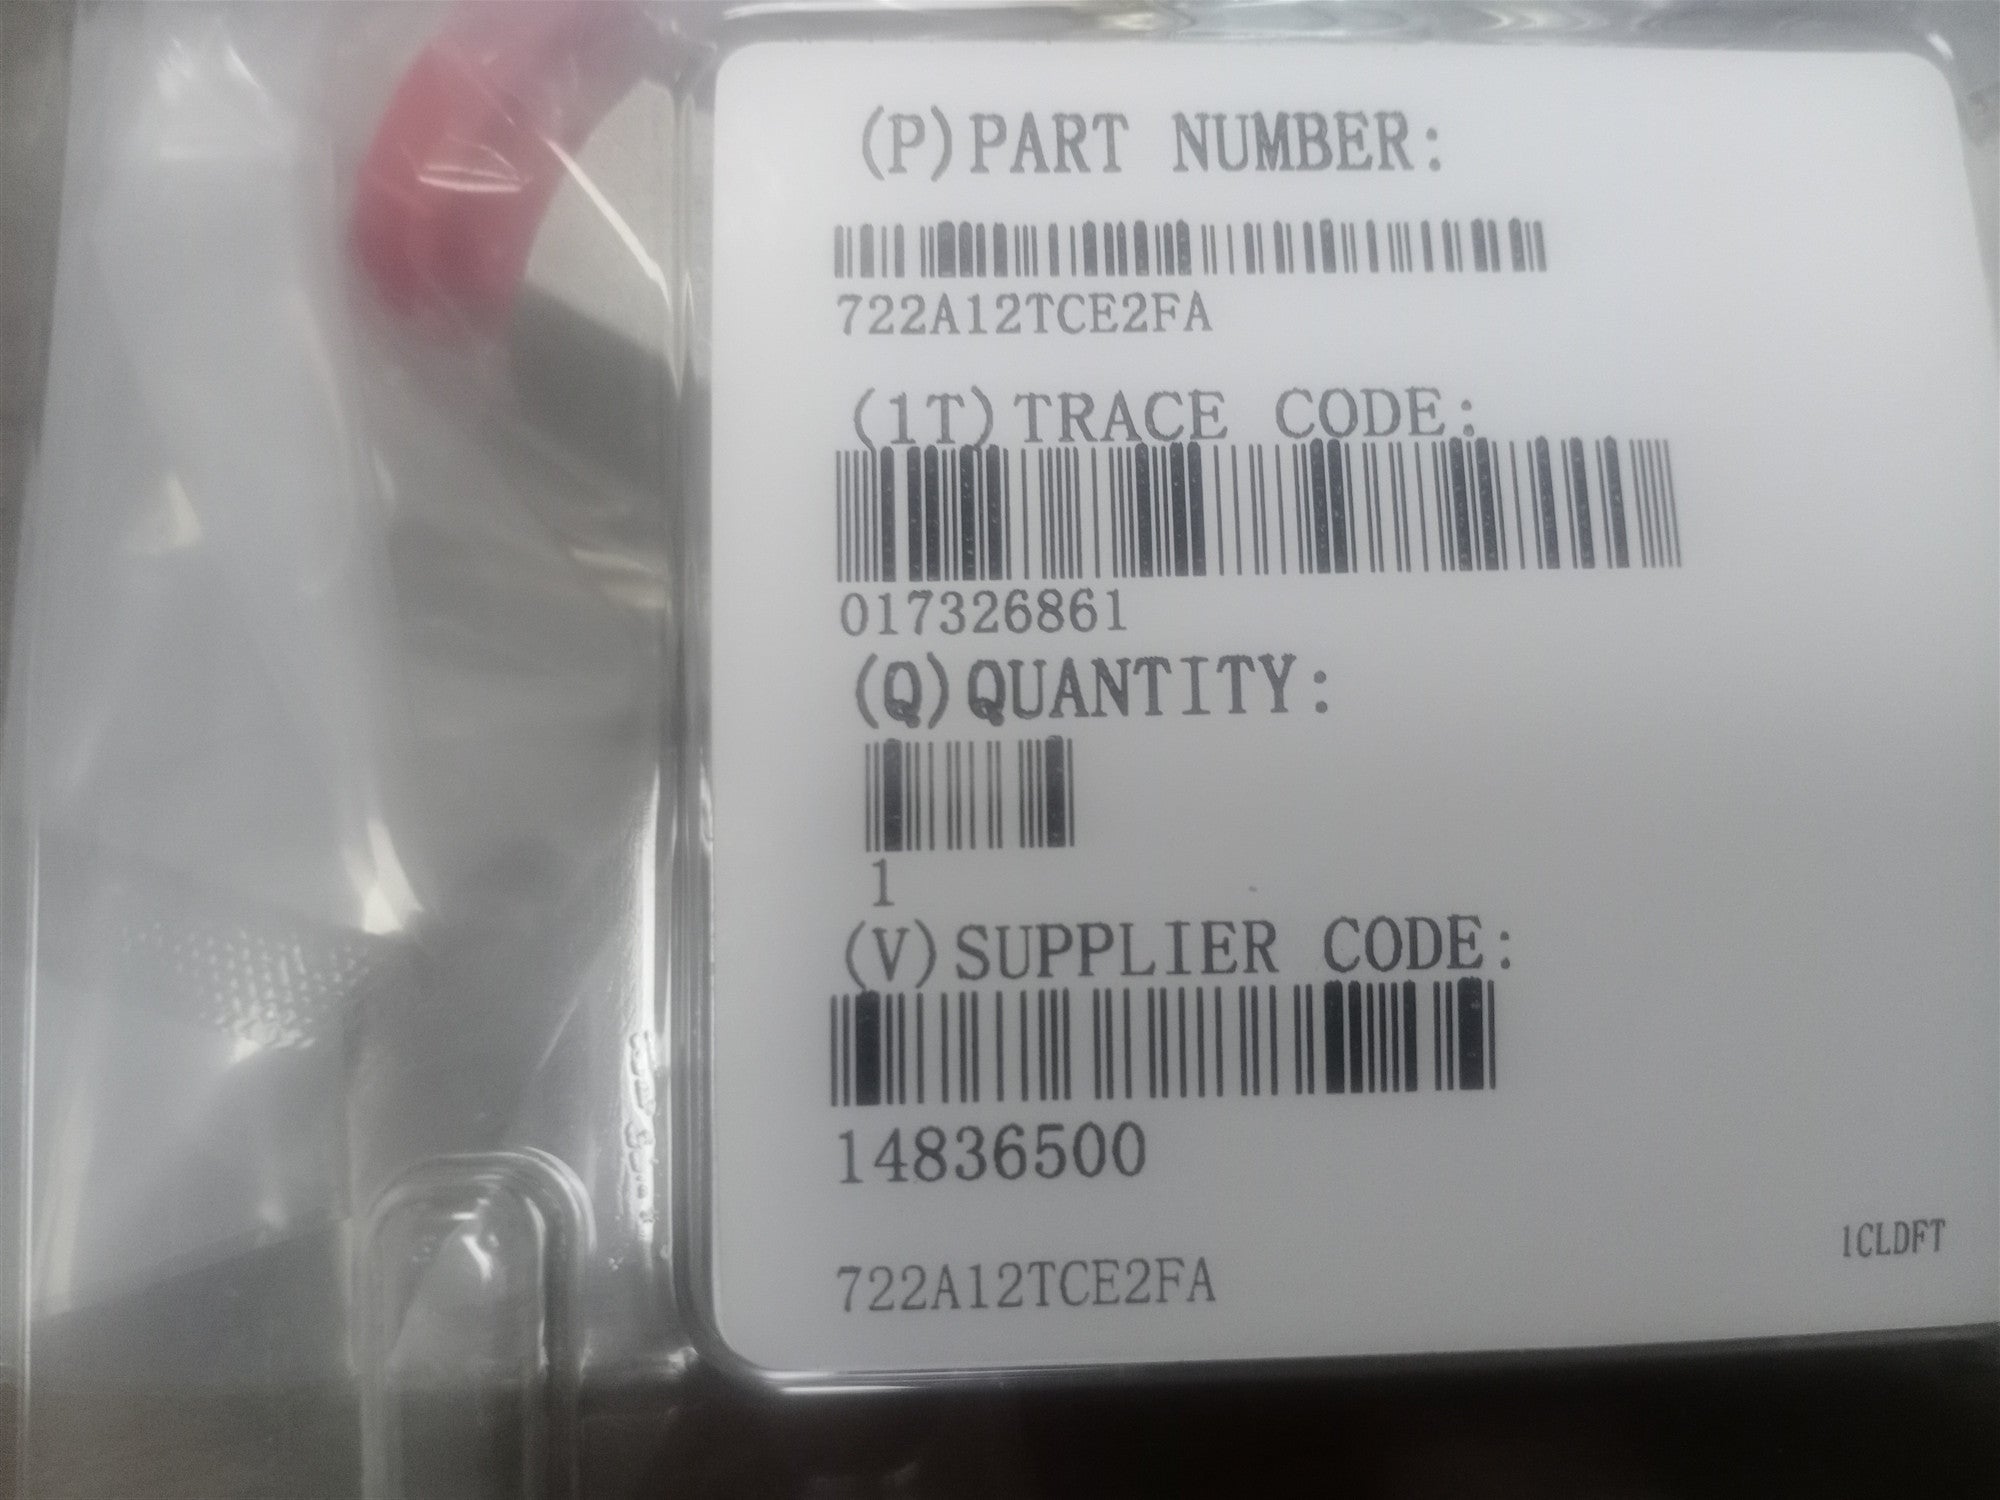 (P)PART NUMBER:
722A12TCE2FA
(1T)TRACE CODE:
017326861
(Q)QUANTITY:
1
(V)SUPPLIER CODE:
14836500
1CLDFT
722A12TCE2FA